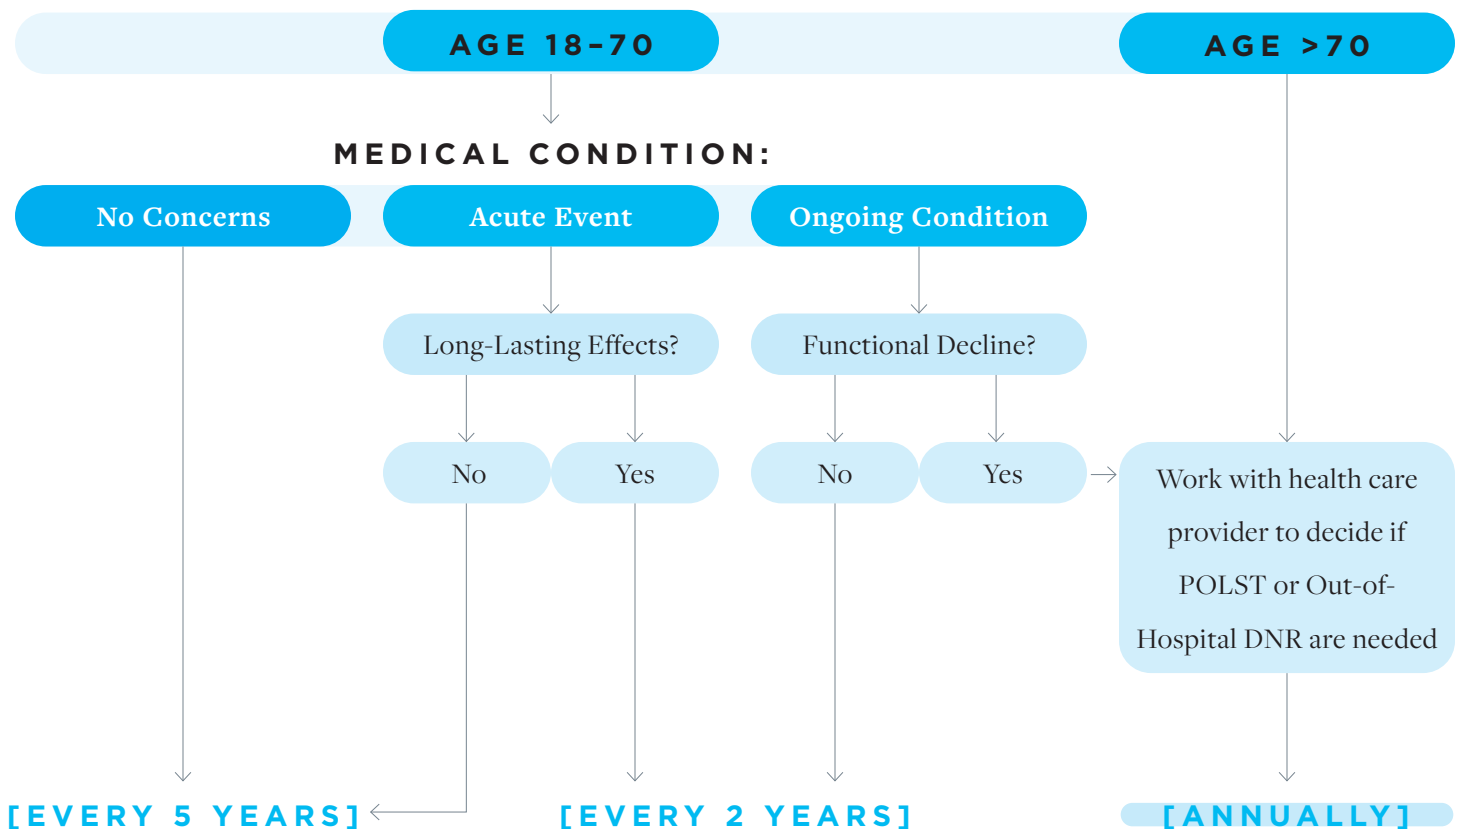 AGE 18-70
AGE >70
MEDICAL CONDITION:
No Concerns
Acute Event
Ongoing Condition
Long-Lasting Effects?
Functional Decline?
No
Yes
No
Yes
Work with health care
provider to decide if
POLST or Out-of-
Hospital DNR are needed
[EVERY 5 YEARS]
[EVERY 2 YEARS]
[ANNUALLY]